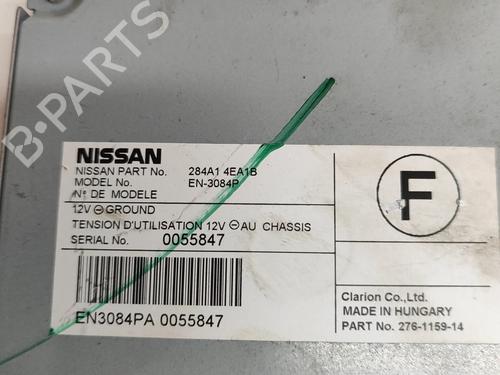 B-PARTS
NISSAN
NISSAN PART No. 284A1 4EA1B
MODEL No. EN-3084P
N° DE MODELE
12V ⊖ GROUND
TENSION D'UTILISATION 12V ⊖ AU CHASSIS
SERIAL No. 0055847
EN3084PA 0055847
F
Clarion Co.,Ltd.
MADE IN HUNGARY
PART No. 276-1159-14